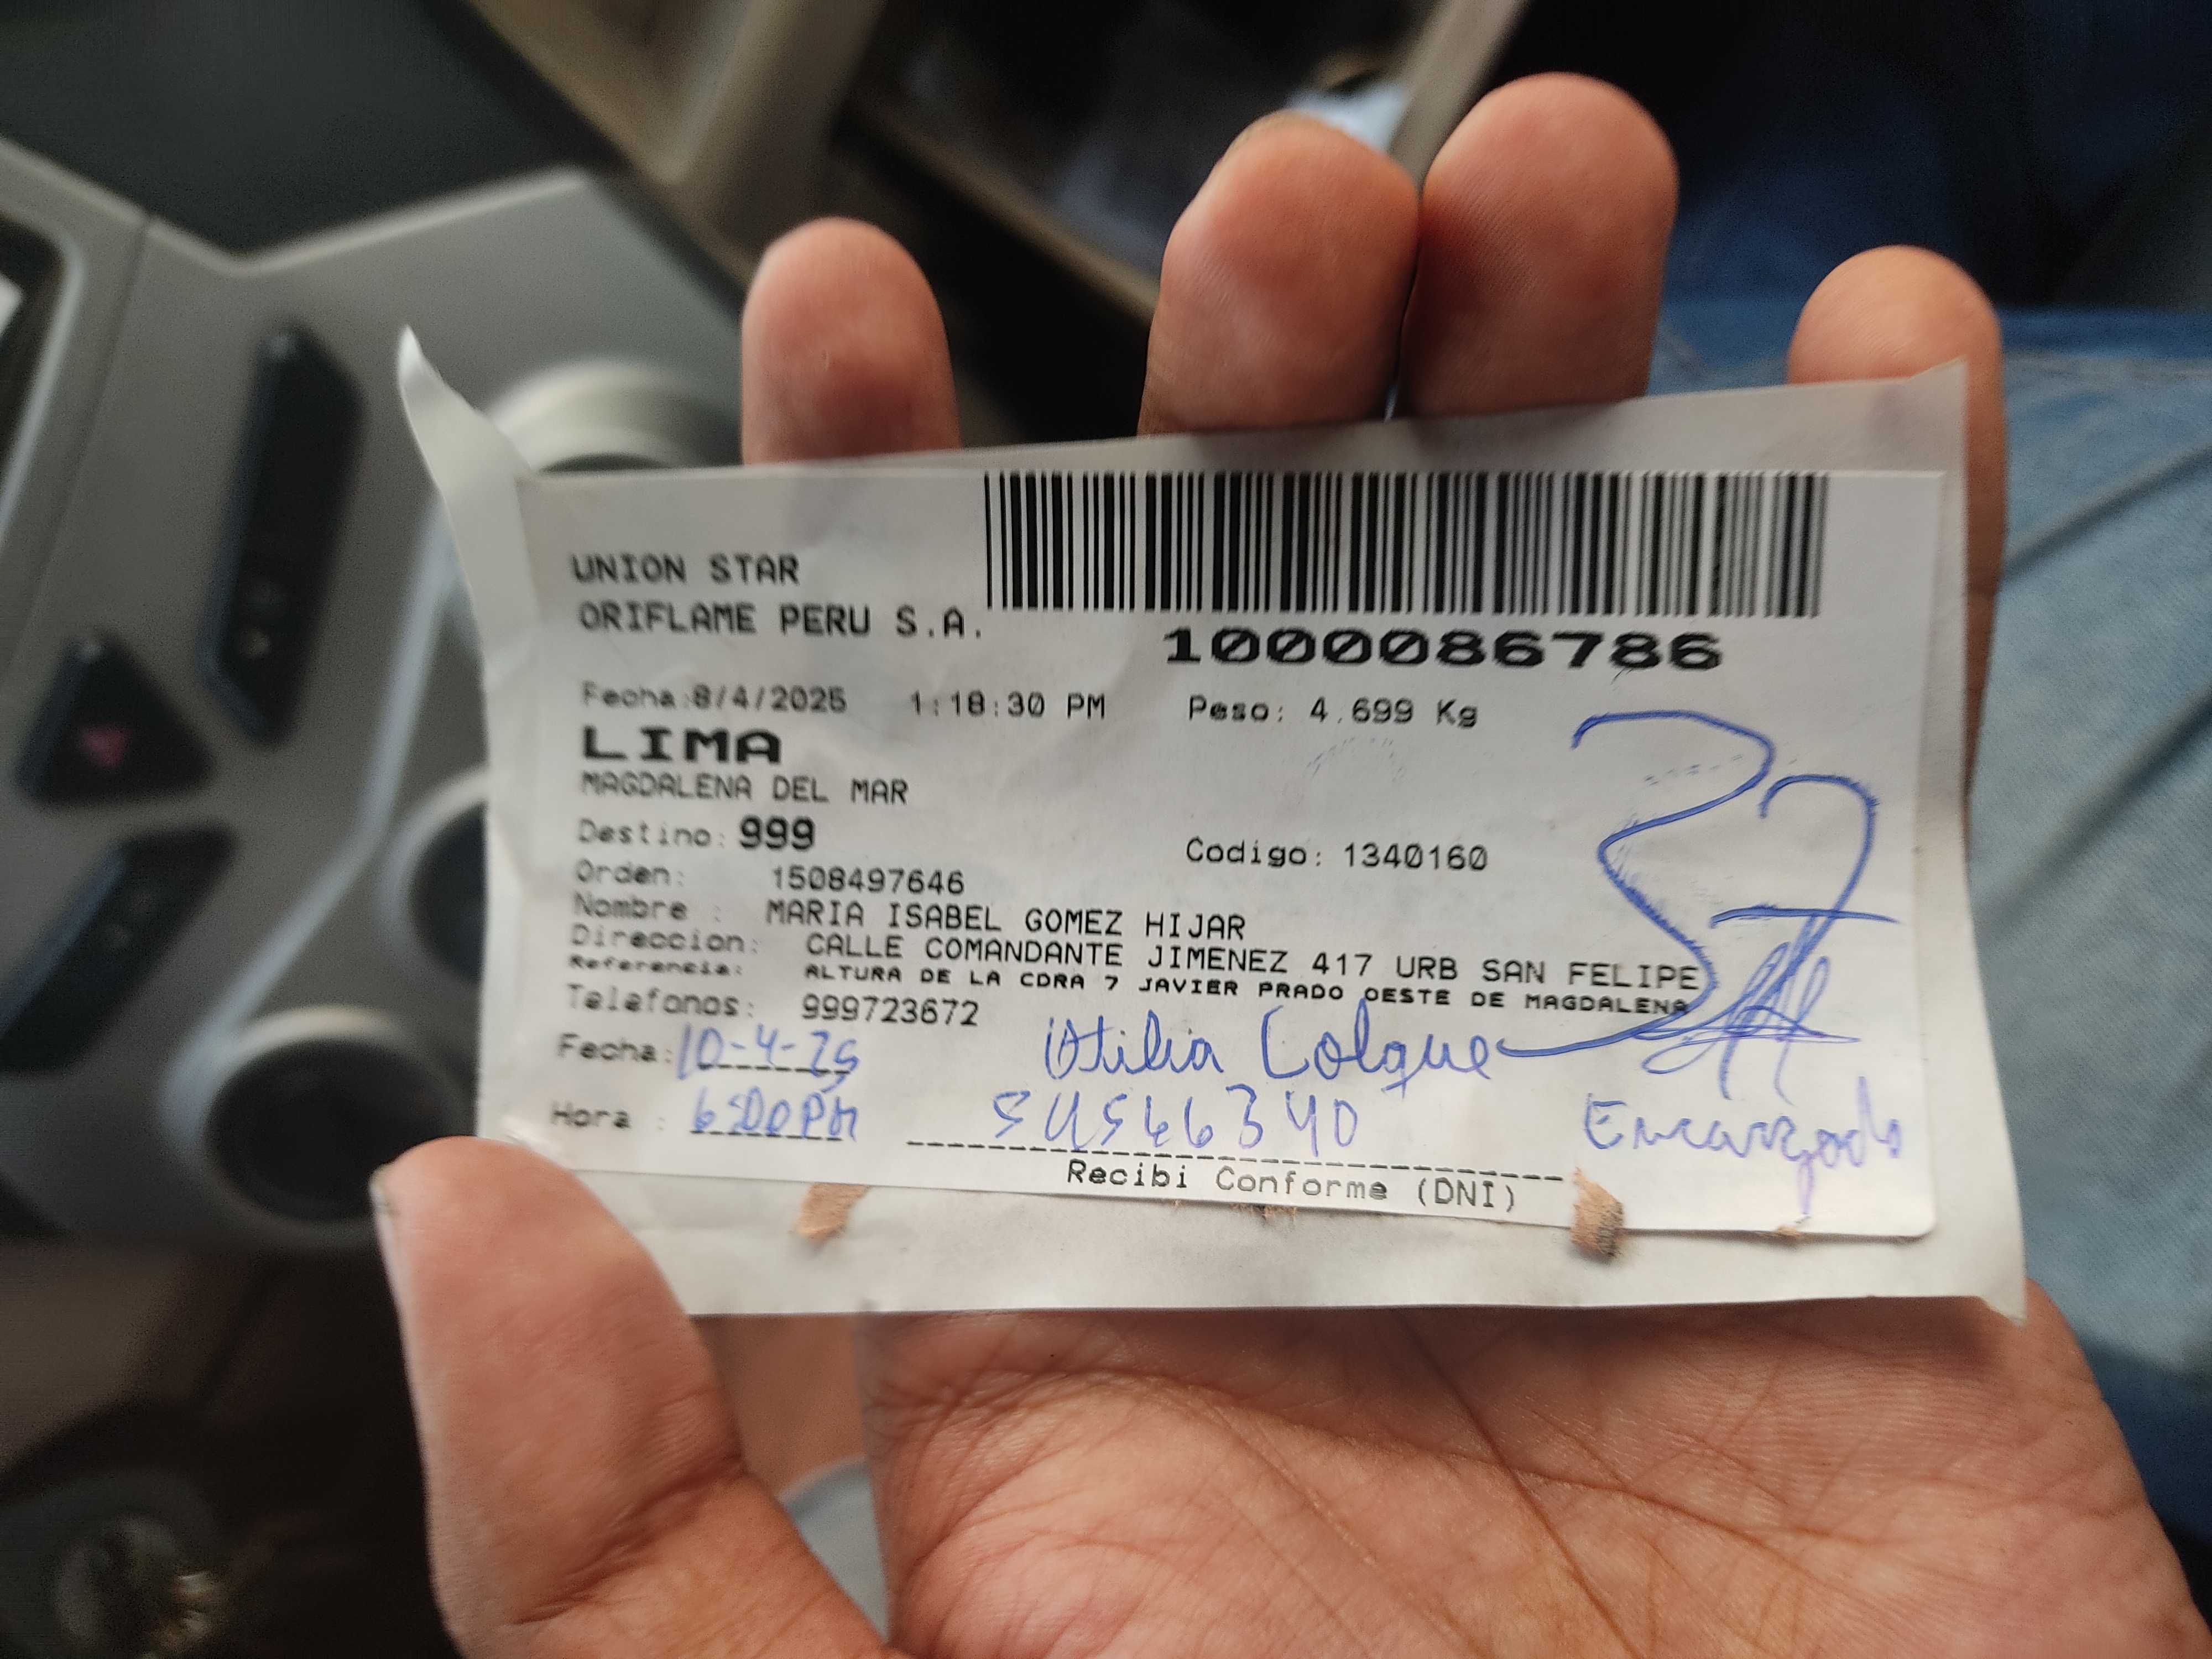 UNION STAR
ORIFLAME PERU S.A.
1000086786
Fecha:8/4/2025 1:18:30 PM Peso: 4.699 Kg
LIMA
MAGDALENA DEL MAR
Destino: 999
Codigo: 1340160
Orden: 1508497646
Nombre : MARIA ISABEL GOMEZ HIJAR
Direccion: CALLE COMANDANTE JIMENEZ 417 URB SAN FELIPE
Referencia: ALTURA DE LA CDRA 7 JAVIER PRADO OESTE DE MAGDALENA
Telefonos: 999723672
Fecha: 10-4-25 Otilia Colque
Hora : 6:00 PM Encargado
Recibi Conforme (DNI)